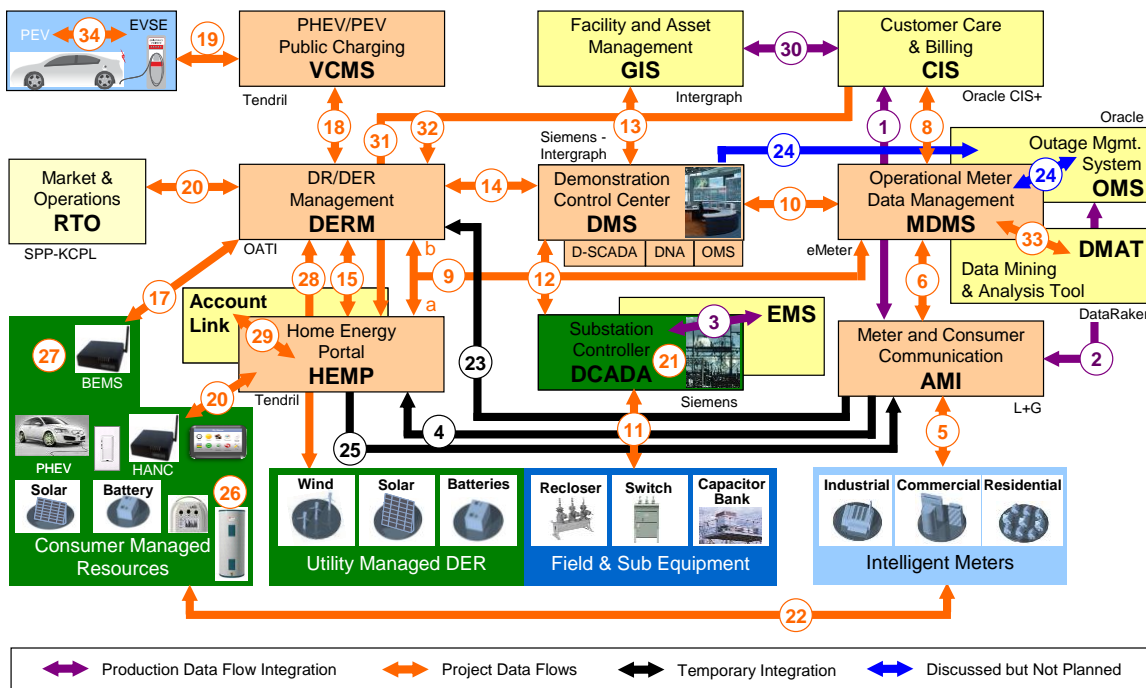 PEV
34
EVSE
19
PHEV/PEV
Public Charging
VCMS
Tendril
Facility and Asset
Management
GIS
Intergraph
30
Customer Care
& Billing
CIS
Oracle CIS+
18
31
32
13
1
8
Siemens -
Intergraph
Oracle
24
Outage Mgmt.
System
OMS
24
Market &
Operations
RTO
SPP-KCPL
20
DR/DER
Management
DERM
OATI
14
Demonstration
Control Center
DMS
D-SCADA
DNA
OMS
10
Operational Meter
Data Management
MDMS
eMeter
33
DMAT
Data Mining
& Analysis Tool
DataRaker
17
28
15
b
9
a
12
6
Account
Link
29
Home Energy
Portal
HEMP
Tendril
23
Substation
Controller
DCADA
21
3
EMS
Siemens
Meter and Consumer
Communication
AMI
L+G
2
27
BEMS
20
4
25
11
5
PHEV
HANC
Solar
Battery
26
Consumer Managed
Resources
Wind
Solar
Batteries
Utility Managed DER
Recloser
Switch
Capacitor
Bank
Field & Sub Equipment
Industrial
Commercial
Residential
Intelligent Meters
22
Production Data Flow Integration
Project Data Flows
Temporary Integration
Discussed but Not Planned